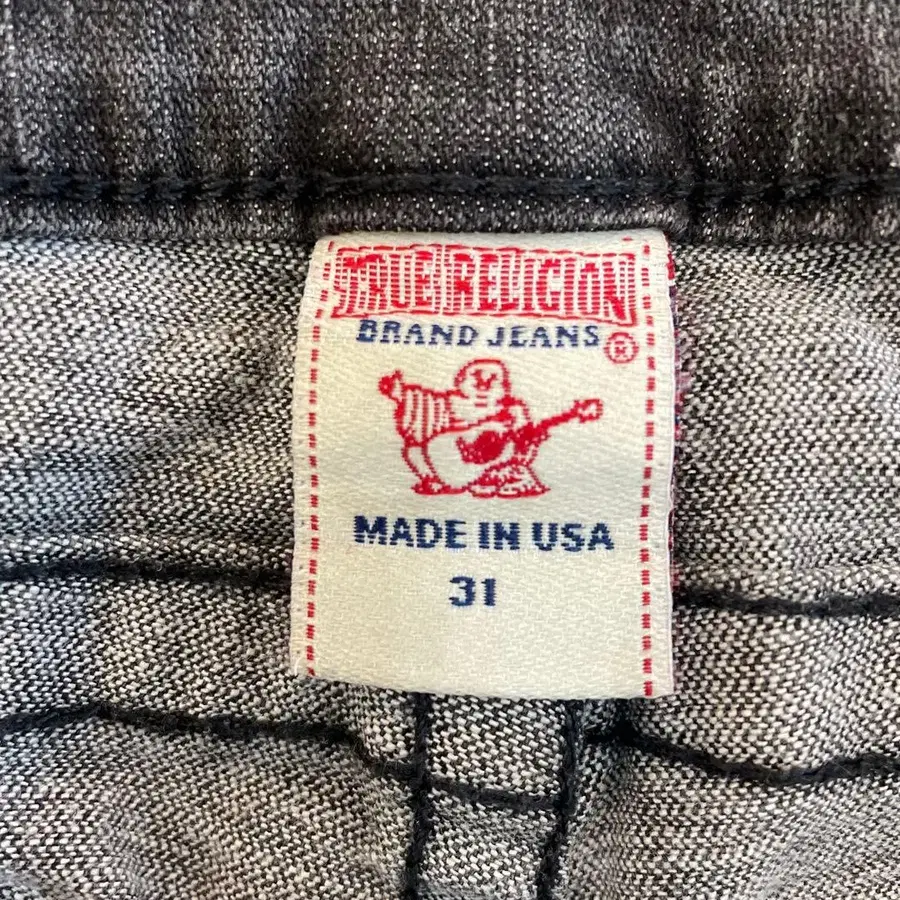 TRUE RELIGION
BRAND JEANS ®
MADE IN USA
31